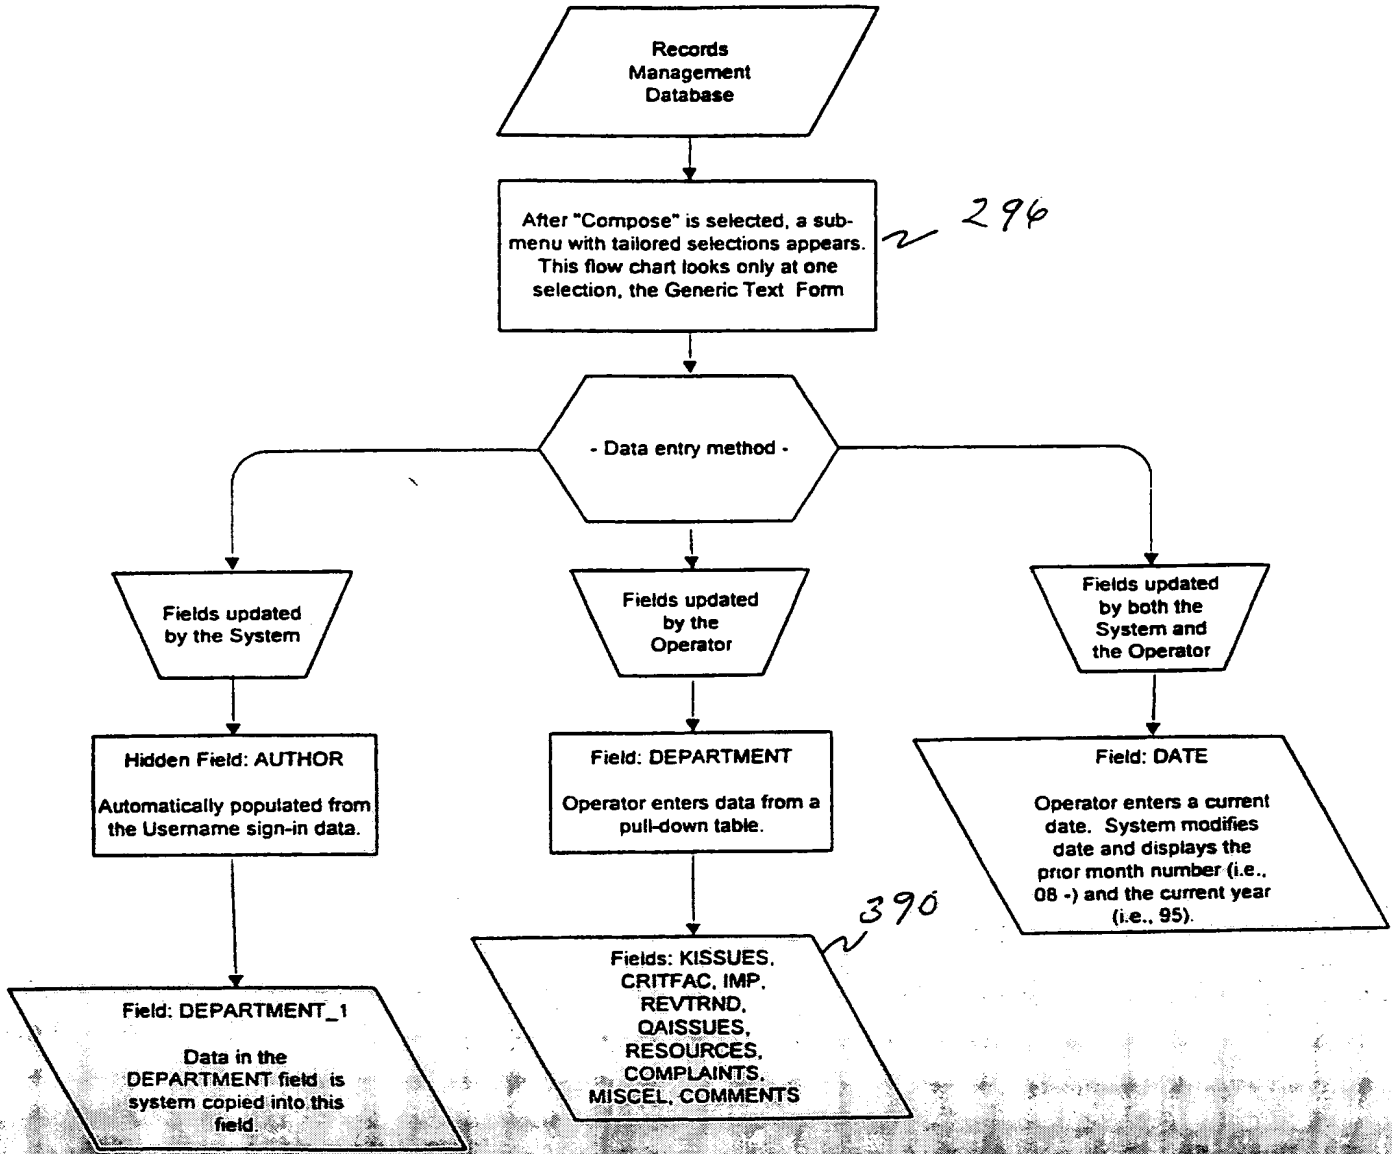 Records
Management
Database
After "Compose" is selected, a sub-
menu with tailored selections appears.
This flow chart looks only at one
selection, the Generic Text Form
296
- Data entry method -
Fields updated
by the System
Fields updated
by the
Operator
Fields updated
by both the
System and
the Operator
Hidden Field: AUTHOR
Automatically populated from
the Username sign-in data.
Field: DEPARTMENT
Operator enters data from a
pull-down table.
Field: DATE
Operator enters a current
date. System modifies
date and displays the
prior month number (i.e.,
08 -) and the current year
(i.e., 95).
390
Field: DEPARTMENT_1
Data in the
DEPARTMENT field is
system copied into this
field.
Fields: KISSUES,
CRITFAC, IMP,
REVTRND,
QAISSUES,
RESOURCES,
COMPLAINTS,
MISCEL, COMMENTS